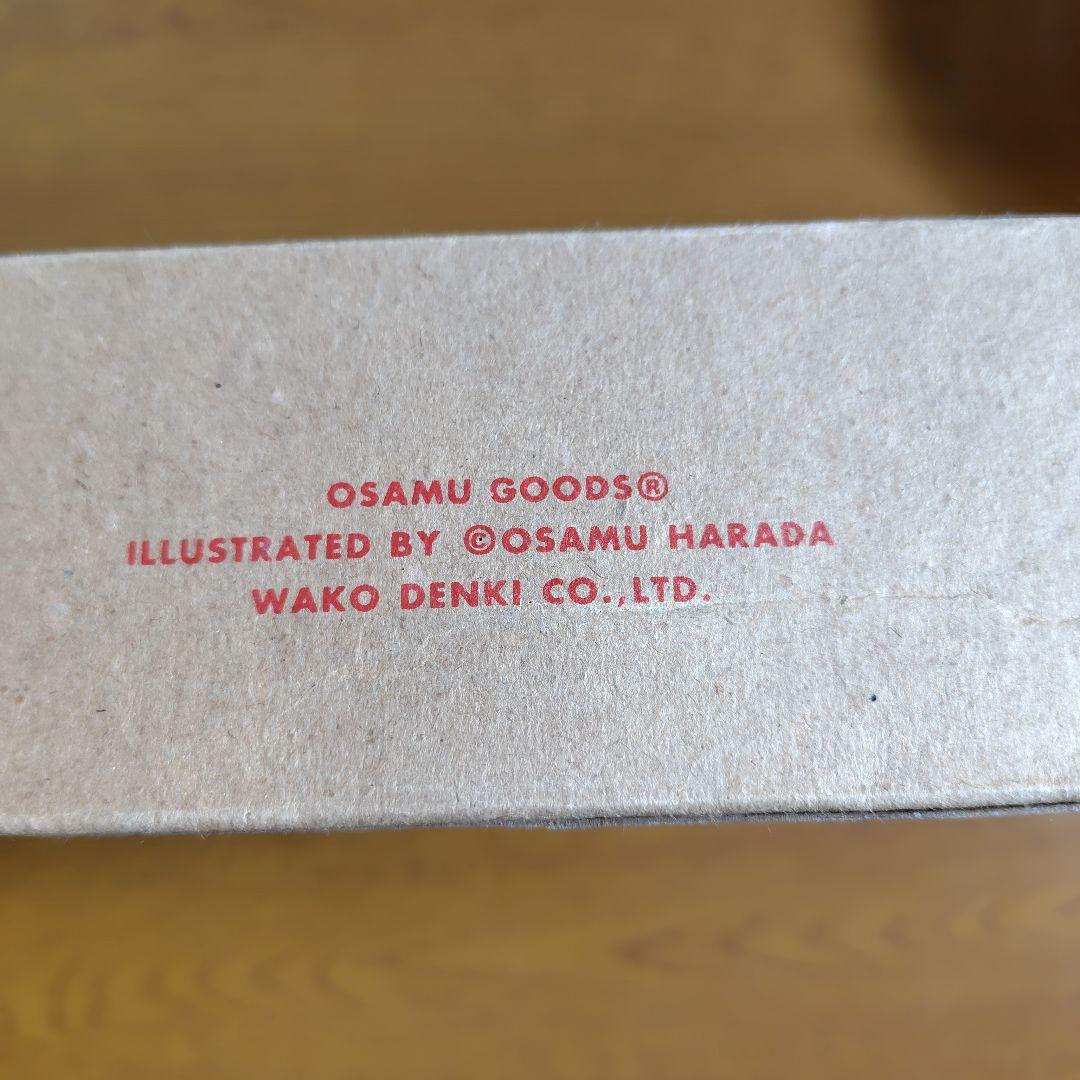 OSAMU GOODS®
ILLUSTRATED BY ©OSAMU HARADA
WAKO DENKI CO.,LTD.